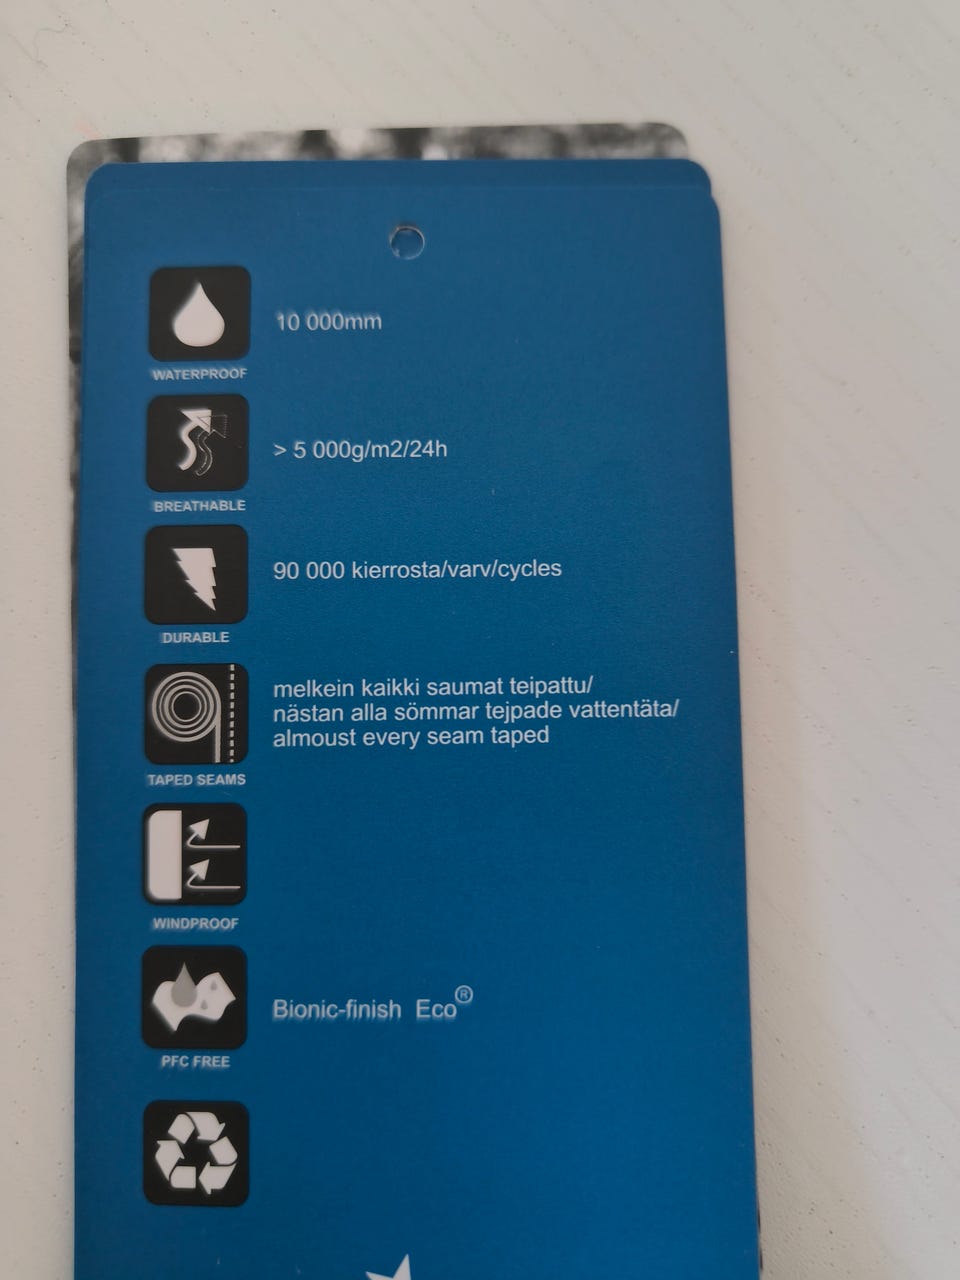 10 000mm
WATERPROOF
> 5 000g/m2/24h
BREATHABLE
90 000 kierrosta/varv/cycles
DURABLE
melkein kaikki saumat teipattu/
nästan alla sömmar tejpade vattentäta/
almoust every seam taped
TAPED SEAMS
WINDPROOF
Bionic-finish Eco®
PFC FREE